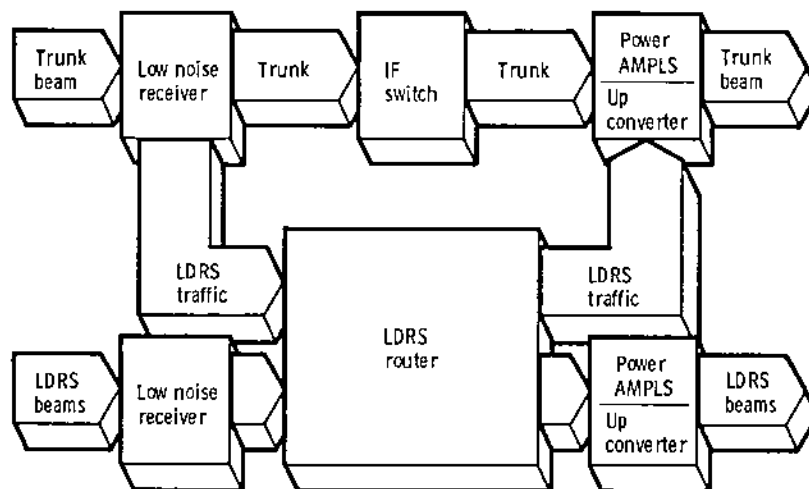 Trunk
beam
Low noise
receiver
Trunk
IF
switch
Trunk
Power
AMPLS
Up
converter
Trunk
beam
LDRS
traffic
LDRS
router
LDRS
traffic
LDRS
beams
Low noise
receiver
Power
AMPLS
Up
converter
LDRS
beams